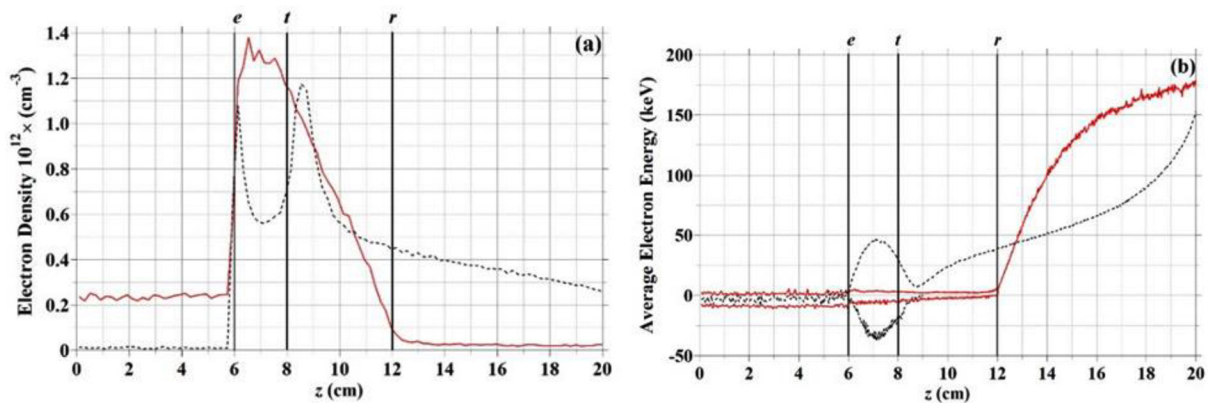 e t r
(a)
1.4
1.2
1.0
0.8
0.6
0.4
0.2
0
Electron Density 10¹²× (cm⁻³)
0 2 4 6 8 10 12 14 16 18 20
z (cm)
e t r
(b)
200
150
100
50
0
-50
Average Electron Energy (keV)
0 2 4 6 8 10 12 14 16 18 20
z (cm)